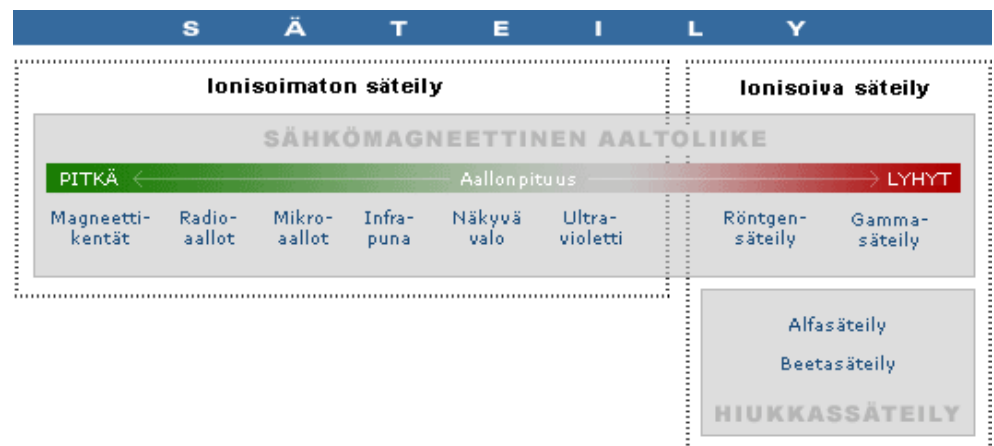 S Ä T E I L Y
Ionisoimaton säteily
Ionisoiva säteily
SÄHKÖMAGNEETTINEN AALTOLIIKE
PITKÄ Aallonpituus LYHYT
Magneetti-
kentät
Radio-
aallot
Mikro-
aallot
Infra-
puna
Näkyvä
valo
Ultra-
violetti
Röntgen-
säteily
Gamma-
säteily
Alfasäteily
Beetasäteily
HIUKKASSÄTEILY